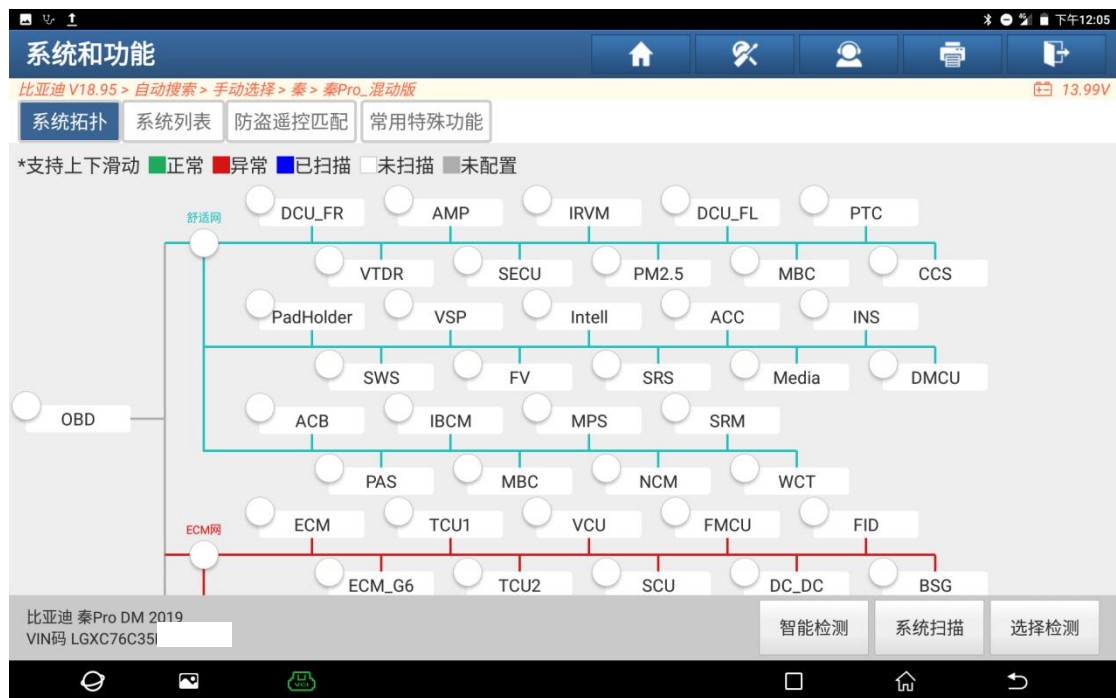 下午12:05
系统和功能
比亚迪 V18.95 > 自动搜索 > 手动选择 > 秦 > 秦Pro_混动版
13.99V
系统拓扑 系统列表 防盗遥控匹配 常用特殊功能
*支持上下滑动 正常 异常 已扫描 未扫描 未配置
舒适网 DCU_FR AMP IRVM DCU_FL PTC
VTDR SECU PM2.5 MBC CCS
PadHolder VSP Intell ACC INS
SWS FV SRS Media DMCU
OBD ACB IBCM MPS SRM
PAS MBC NCM WCT
ECM网 ECM TCU1 VCU FMCU FID
ECM_G6 TCU2 SCU DC_DC BSG
比亚迪 秦Pro DM 2019
VIN码 LGXC76C35
智能检测 系统扫描 选择检测
VCI